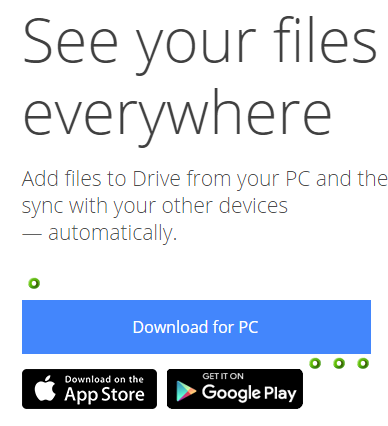 See your files
everywhere
Add files to Drive from your PC and the
sync with your other devices
— automatically.
Download for PC
Download on the
App Store
GET IT ON
Google Play